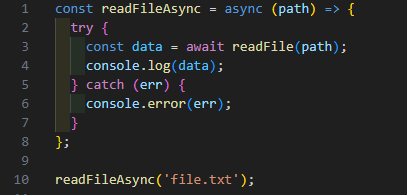 1 const readFileAsync = async (path) => {
2   try {
3     const data = await readFile(path);
4     console.log(data);
5   } catch (err) {
6     console.error(err);
7   }
8 };
9
10 readFileAsync('file.txt');